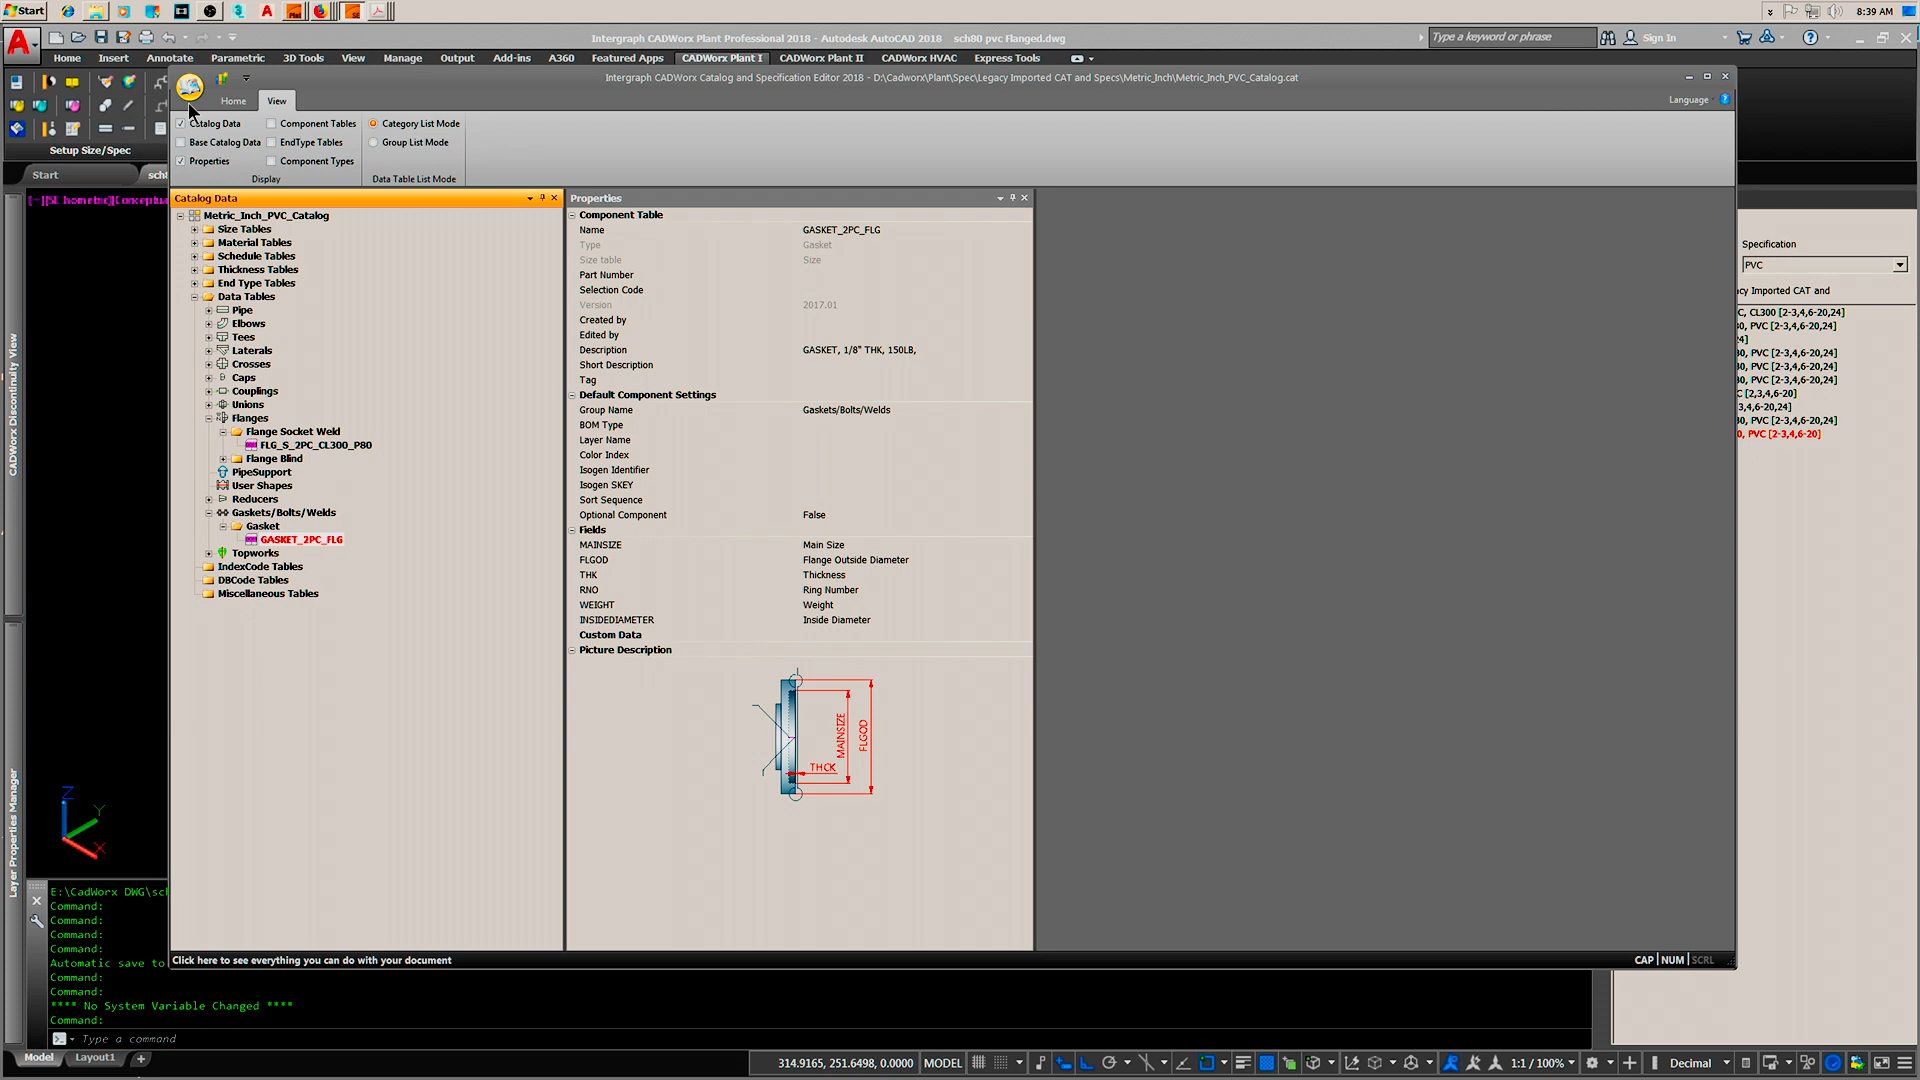 Start
8:39 AM
Intergraph CADWorx Plant Professional 2018 - Autodesk AutoCAD 2018   sch80 pvc Flanged.dwg
Type a keyword or phrase
Sign In
Home
Insert
Annotate
Parametric
3D Tools
View
Manage
Output
Add-ins
A360
Featured Apps
CADWorx Plant I
CADWorx Plant II
CADWorx HVAC
Express Tools
Intergraph CADWorx Catalog and Specification Editor 2018 - D:\Cadworx\Plant\Spec\Legacy Imported CAT and Specs\Metric_Inch\Metric_Inch_PVC_Catalog.cat
Home
View
Language
Catalog Data
Component Tables
Category List Mode
Base Catalog Data
EndType Tables
Group List Mode
Properties
Component Types
Display
Data Table List Mode
Setup Size/Spec
Start
Catalog Data
Metric_Inch_PVC_Catalog
Size Tables
Material Tables
Schedule Tables
Thickness Tables
End Type Tables
Data Tables
Pipe
Elbows
Tees
Laterals
Crosses
Caps
Couplings
Unions
Flanges
Flange Socket Weld
FLG_S_2PC_CL300_P80
Flange Blind
PipeSupport
User Shapes
Reducers
Gaskets/Bolts/Welds
Gasket
GASKET_2PC_FLG
Topworks
IndexCode Tables
DBCode Tables
Miscellaneous Tables
Properties
Component Table
Name GASKET_2PC_FLG
Type Gasket
Size table Size
Part Number
Selection Code
Version 2017.01
Created by
Edited by
Description GASKET, 1/8" THK, 150LB,
Short Description
Tag
Default Component Settings
Group Name Gaskets/Bolts/Welds
BOM Type
Layer Name
Color Index
Isogen Identifier
Isogen SKEY
Sort Sequence
Optional Component False
Fields
MAINSIZE Main Size
FLGOD Flange Outside Diameter
THK Thickness
RNO Ring Number
WEIGHT Weight
INSIDEDIAMETER Inside Diameter
Custom Data
Picture Description
MAINSIZE
FLGOD
THCK
Specification
PVC
cy Imported CAT and
C, CL300 [2-3,4,6-20,24]
30, PVC [2-3,4,6-20,24]
24]
30, PVC [2-3,4,6-20,24]
30, PVC [2-3,4,6-20,24]
30, PVC [2-3,4,6-20,24]
C [2,3,4,6-20]
3,4,6-20,24]
30, PVC [2-3,4,6-20,24]
0, PVC [2-3,4,6-20]
CADWorx Discontinuity View
Layer Properties Manager
Z
Y
X
E:\CadWorx DWG\sch
Command:
Command:
Command:
Command:
Automatic save to
Command:
Command:
**** No System Variable Changed ****
Command:
Type a command
Click here to see everything you can do with your document
CAP NUM SCRL
Model
Layout1
314.9165, 251.6498, 0.0000
MODEL
1:1 / 100%
Decimal